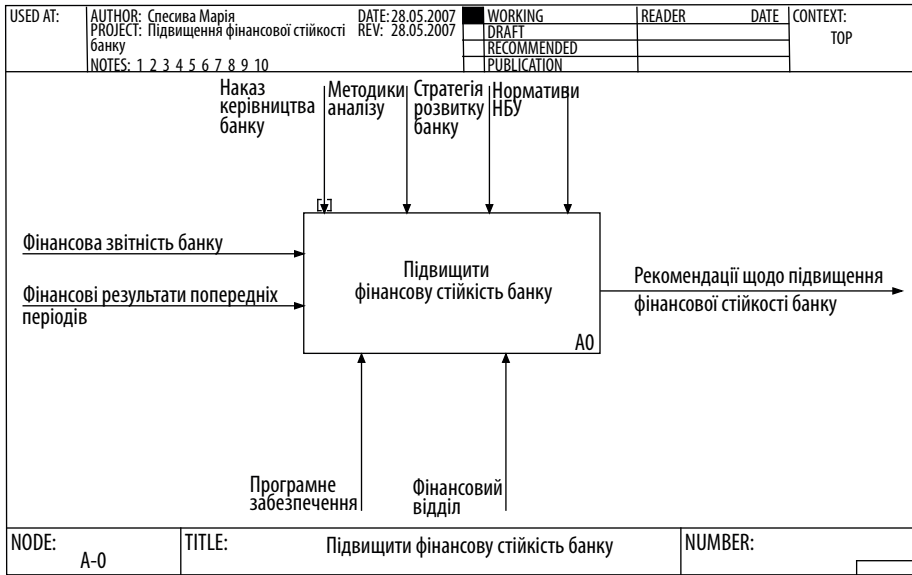 USED AT:
AUTHOR: Спесива Марія
DATE: 28.05.2007
PROJECT: Підвищення фінансової стійкості
банку
REV: 28.05.2007
NOTES: 1 2 3 4 5 6 7 8 9 10
WORKING
DRAFT
RECOMMENDED
PUBLICATION
READER
DATE
CONTEXT:
TOP
Наказ
керівництва
банку
Методики
аналізу
Стратегія
розвитку
банку
Нормативи
НБУ
Фінансова звітність банку
Фінансові результати попередніх
періодів
Підвищити
фінансову стійкість банку
A0
Рекомендації щодо підвищення
фінансової стійкості банку
Програмне
забезпечення
Фінансовий
відділ
NODE:
A-0
TITLE:
Підвищити фінансову стійкість банку
NUMBER: